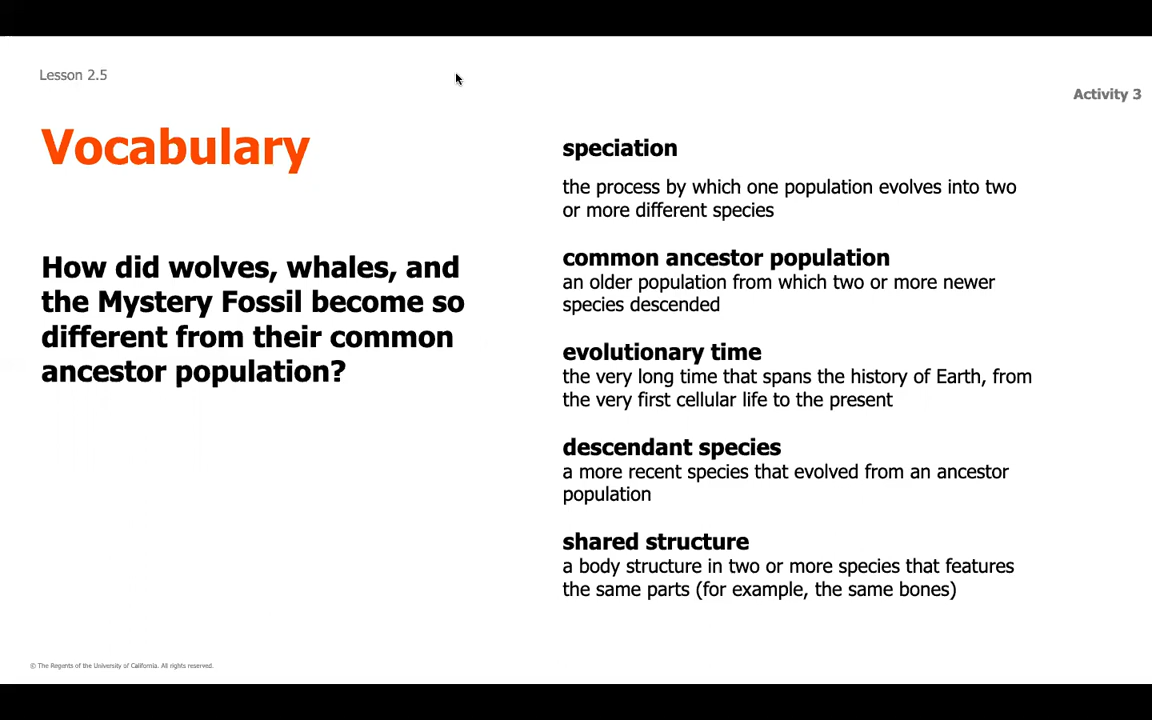 Lesson 2.5
Activity 3
Vocabulary
How did wolves, whales, and
the Mystery Fossil become so
different from their common
ancestor population?
speciation
the process by which one population evolves into two
or more different species
common ancestor population
an older population from which two or more newer
species descended
evolutionary time
the very long time that spans the history of Earth, from
the very first cellular life to the present
descendant species
a more recent species that evolved from an ancestor
population
shared structure
a body structure in two or more species that features
the same parts (for example, the same bones)
© The Regents of the University of California. All rights reserved.